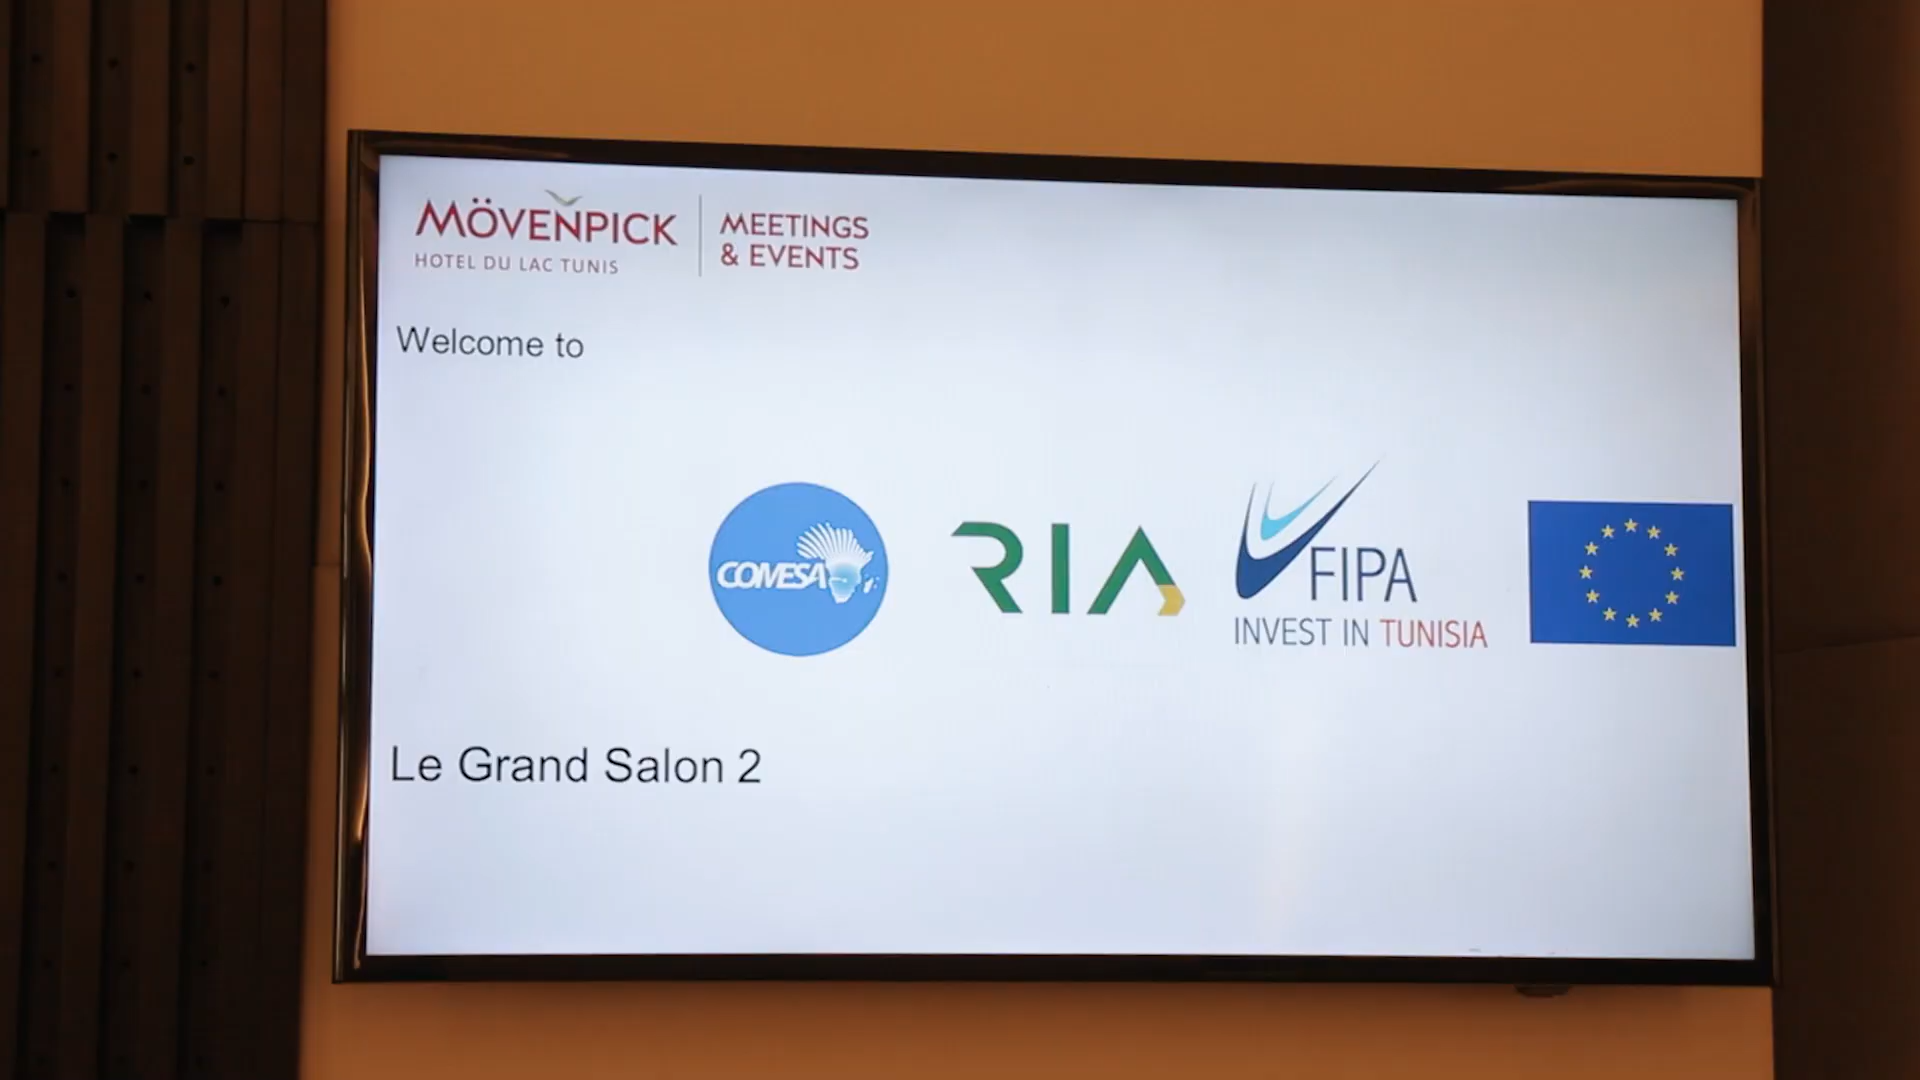 MÖVENPICK
HOTEL DU LAC TUNIS
MEETINGS
& EVENTS
Welcome to
COMESA
RIA
FIPA
INVEST IN TUNISIA
Le Grand Salon 2